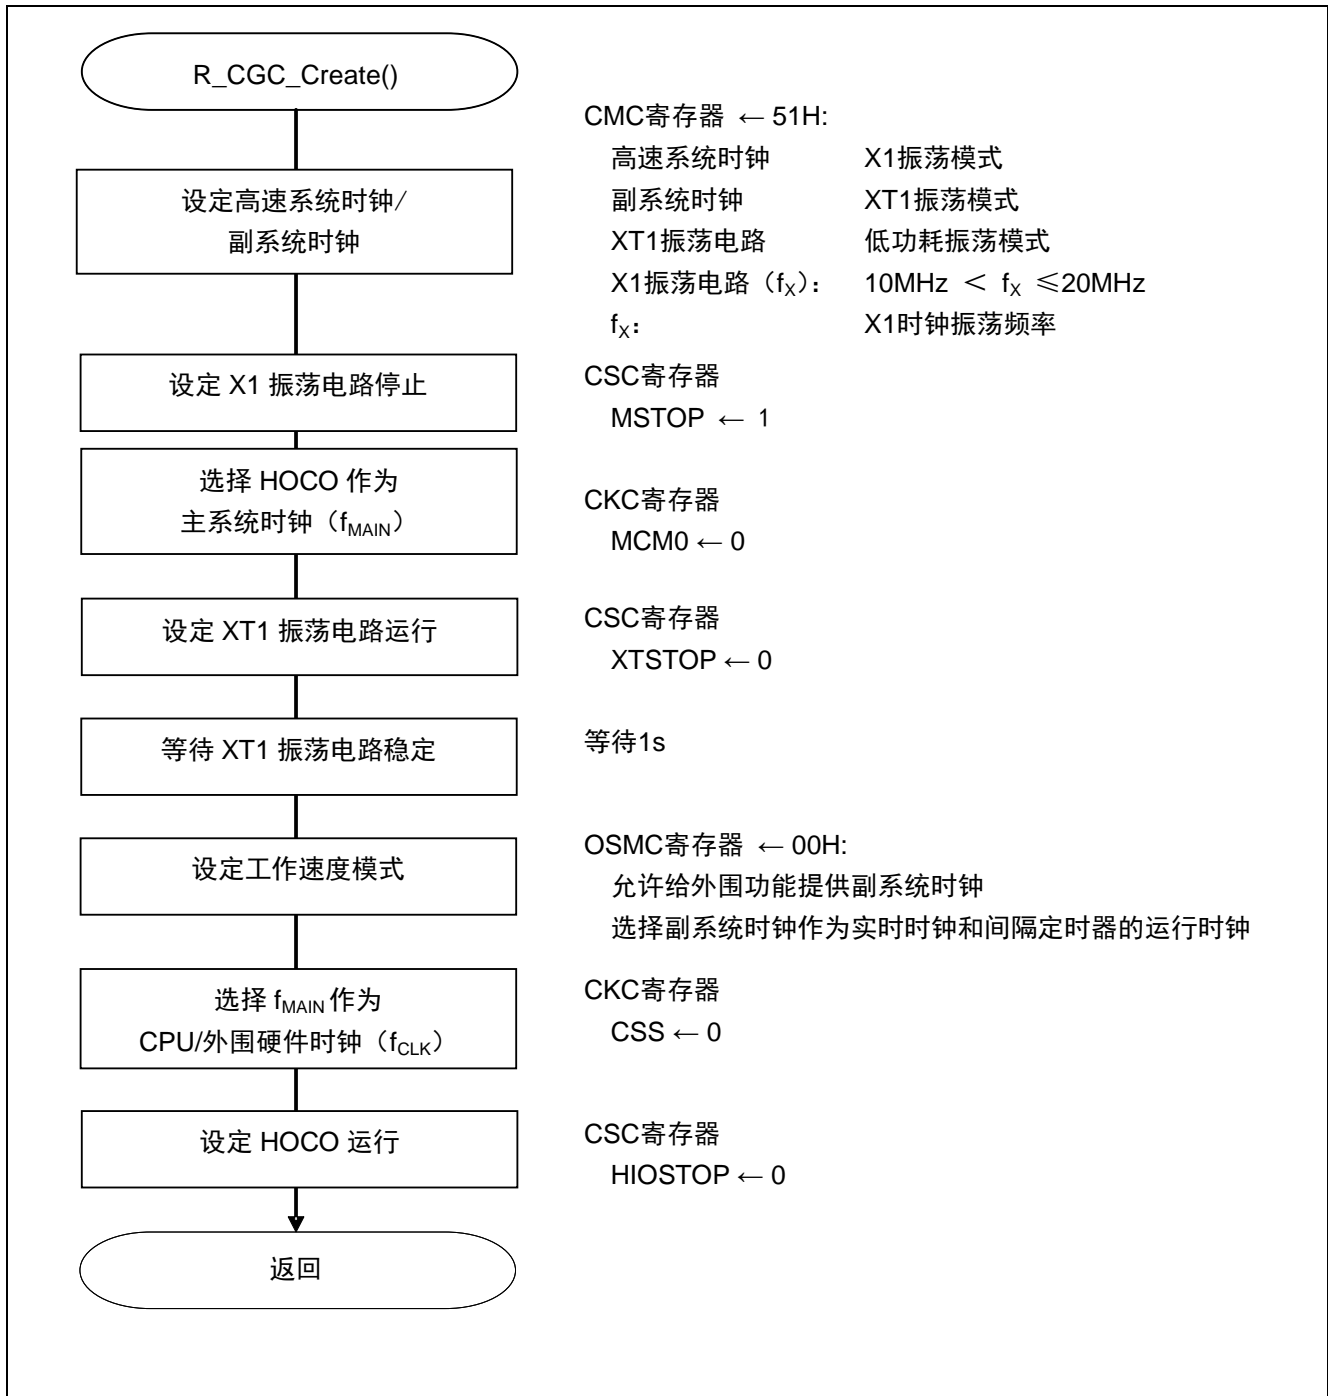 R_CGC_Create()
CMC寄存器 ← 51H:
高速系统时钟 X1振荡模式
副系统时钟 XT1振荡模式
XT1振荡电路 低功耗振荡模式
X1振荡电路（fX）： 10MHz ＜ fX ≤20MHz
fX： X1时钟振荡频率
设定高速系统时钟/
副系统时钟
设定 X1 振荡电路停止
CSC寄存器
MSTOP ← 1
选择 HOCO 作为
主系统时钟（fMAIN）
CKC寄存器
MCM0 ← 0
设定 XT1 振荡电路运行
CSC寄存器
XTSTOP ← 0
等待 XT1 振荡电路稳定
等待1s
设定工作速度模式
OSMC寄存器 ← 00H:
允许给外围功能提供副系统时钟
选择副系统时钟作为实时时钟和间隔定时器的运行时钟
选择 fMAIN 作为
CPU/外围硬件时钟（fCLK）
CKC寄存器
CSS ← 0
设定 HOCO 运行
CSC寄存器
HIOSTOP ← 0
返回